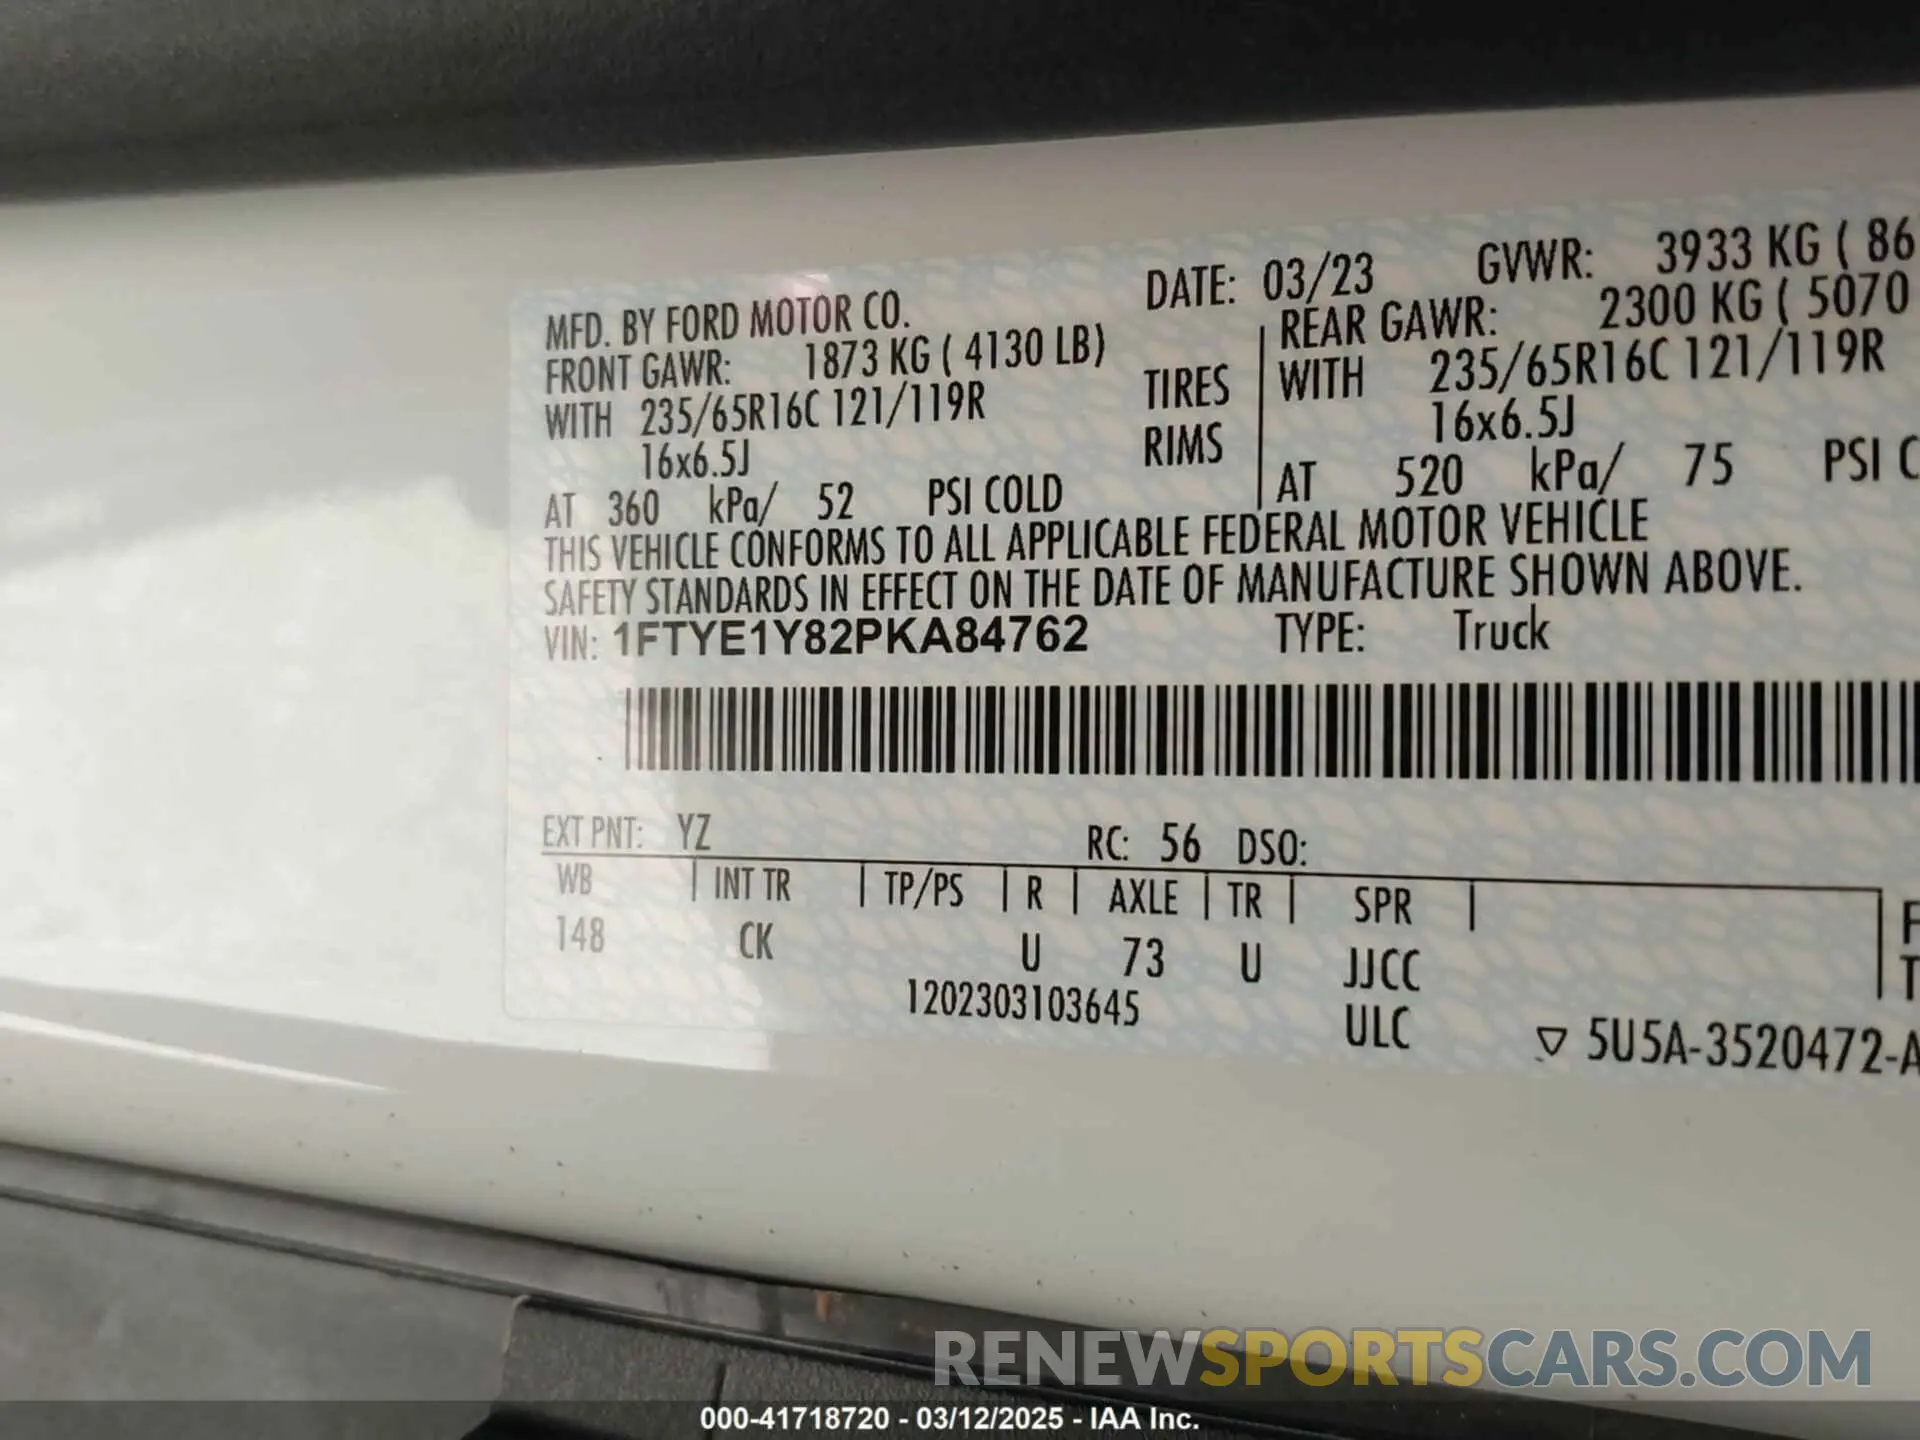 MFD. BY FORD MOTOR CO. DATE: 03/23 GVWR: 3933 KG ( 86
FRONT GAWR: 1873 KG ( 4130 LB) REAR GAWR: 2300 KG ( 5070
WITH 235/65R16C 121/119R TIRES WITH 235/65R16C 121/119R
16x6.5J RIMS 16x6.5J
AT 360 kPa/ 52 PSI COLD AT 520 kPa/ 75 PSI C
THIS VEHICLE CONFORMS TO ALL APPLICABLE FEDERAL MOTOR VEHICLE
SAFETY STANDARDS IN EFFECT ON THE DATE OF MANUFACTURE SHOWN ABOVE.
VIN: 1FTYE1Y82PKA84762 TYPE: Truck
EXT PNT: YZ RC: 56 DSO:
WB INT TR TP/PS R AXLE TR SPR
148 CK U 73 U JJCC
1202303103645 ULC
▽ 5U5A-3520472-A
RENEWSPORTSCARS.COM
000-41718720 - 03/12/2025 - IAA Inc.